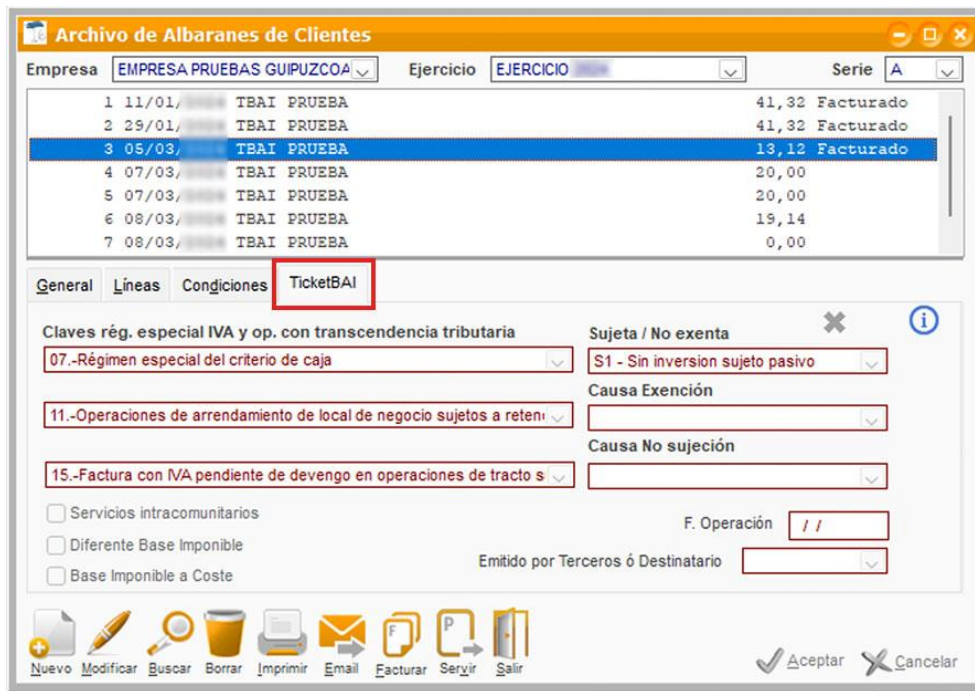 Archivo de Albaranes de Clientes
Empresa EMPRESA PRUEBAS GUIPUZCOA Ejercicio EJERCICIO Serie A
1 11/01/ TBAI PRUEBA 41,32 Facturado
2 29/01/ TBAI PRUEBA 41,32 Facturado
3 05/03/ TBAI PRUEBA 13,12 Facturado
4 07/03/ TBAI PRUEBA 20,00
5 07/03/ TBAI PRUEBA 20,00
6 08/03/ TBAI PRUEBA 19,14
7 08/03/ TBAI PRUEBA 0,00
General Líneas Condiciones TicketBAI
Claves rég. especial IVA y op. con transcendencia tributaria Sujeta / No exenta
07.-Régimen especial del criterio de caja S1 - Sin inversion sujeto pasivo
Causa Exención
11.-Operaciones de arrendamiento de local de negocio sujetos a reten
Causa No sujeción
15.-Factura con IVA pendiente de devengo en operaciones de tracto s
Servicios intracomunitarios
F. Operación / /
Diferente Base Imponible
Emitido por Terceros ó Destinatario
Base Imponible a Coste
Nuevo Modificar Buscar Borrar Imprimir Email Facturar Servir Salir Aceptar Cancelar